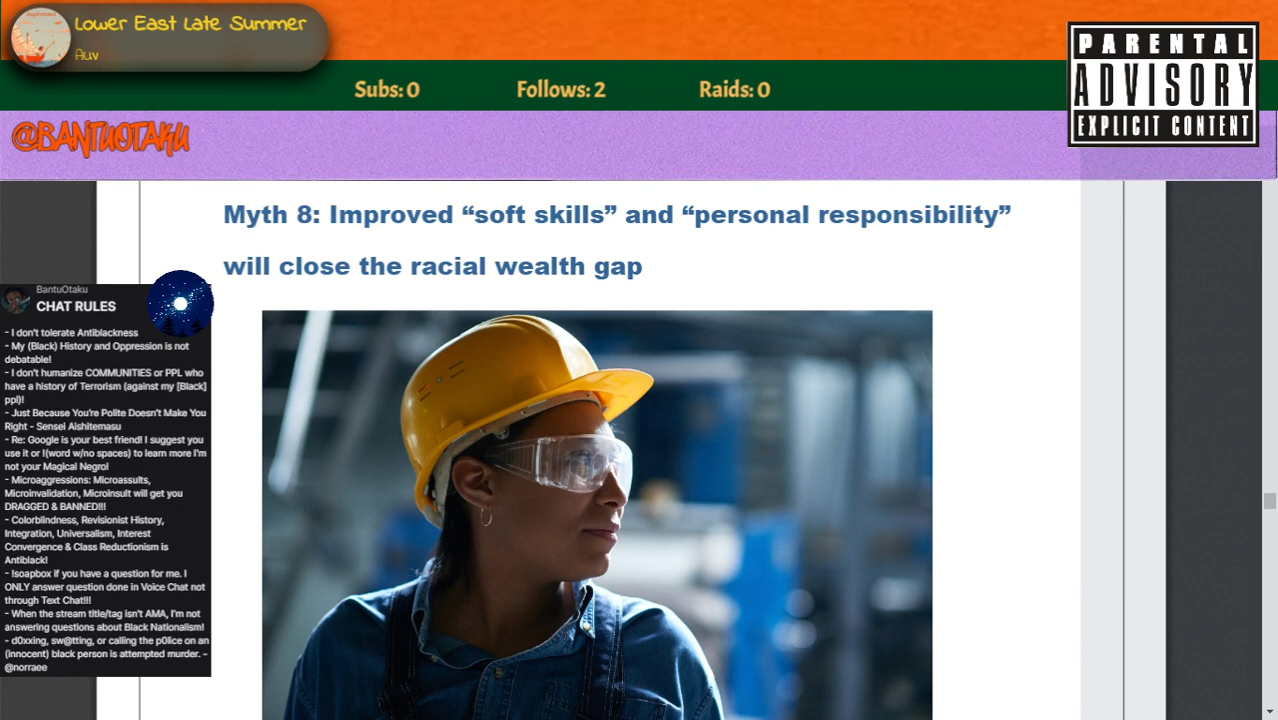 Lower East Late Summer
Auv
PARENTAL
ADVISORY
EXPLICIT CONTENT
Subs: 0
Follows: 2
Raids: 0
@BANTUOTAKU
Myth 8: Improved “soft skills” and “personal responsibility”
will close the racial wealth gap
BantuOtaku
CHAT RULES
- I don't tolerate Antiblackness
- My (Black) History and Oppression is not
debatable!
- I don't humanize COMMUNITIES or PPL who
have a history of Terrorism (against my [Black]
ppl)!
- Just Because You're Polite Doesn't Make You
Right - Sensei Aishitemasu
- Re: Google is your best friend! I suggest you
use it or !(word w/no spaces) to learn more I'm
not your Magical Negro!
- Microaggressions: Microassults,
Microinvalidation, Microinsult will get you
DRAGGED & BANNED!!!
- Colorblindness, Revisionist History,
Integration, Universalism, Interest
Convergence & Class Reductionism is
Antiblack!
- !soapbox if you have a question for me. I
ONLY answer question done in Voice Chat not
through Text Chat!!!
- When the stream title/tag isn't AMA, I'm not
answering questions about Black Nationalism!
- d0xxing, sw@tting, or calling the p0lice on an
(innocent) black person is attempted murder. -
@norraee